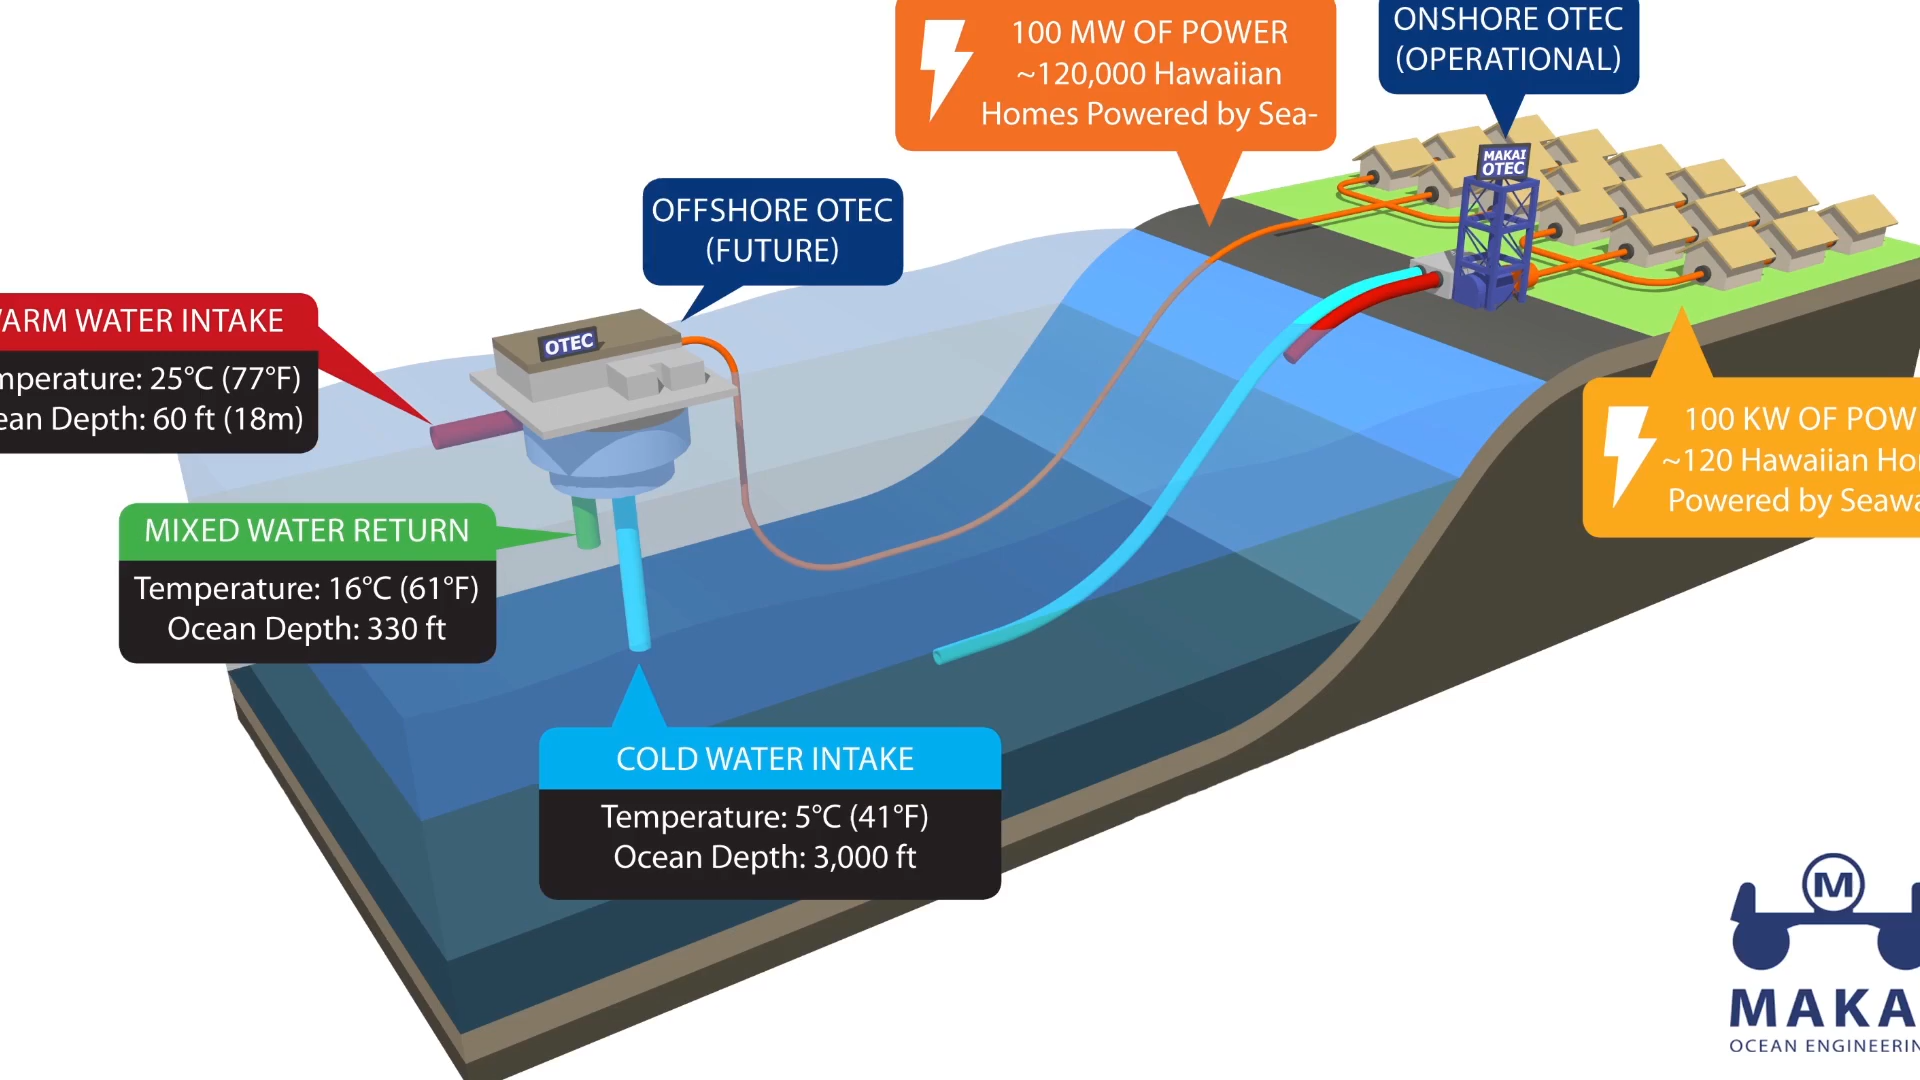 100 MW OF POWER
~120,000 Hawaiian
Homes Powered by Sea-
ONSHORE OTEC
(OPERATIONAL)
MAKAI
OTEC
OFFSHORE OTEC
(FUTURE)
OTEC
ARM WATER INTAKE
mperature: 25°C (77°F)
ean Depth: 60 ft (18m)
100 KW OF POW
~120 Hawaiian Ho
Powered by Seawa
MIXED WATER RETURN
Temperature: 16°C (61°F)
Ocean Depth: 330 ft
COLD WATER INTAKE
Temperature: 5°C (41°F)
Ocean Depth: 3,000 ft
M
MAKA
OCEAN ENGINEERIN